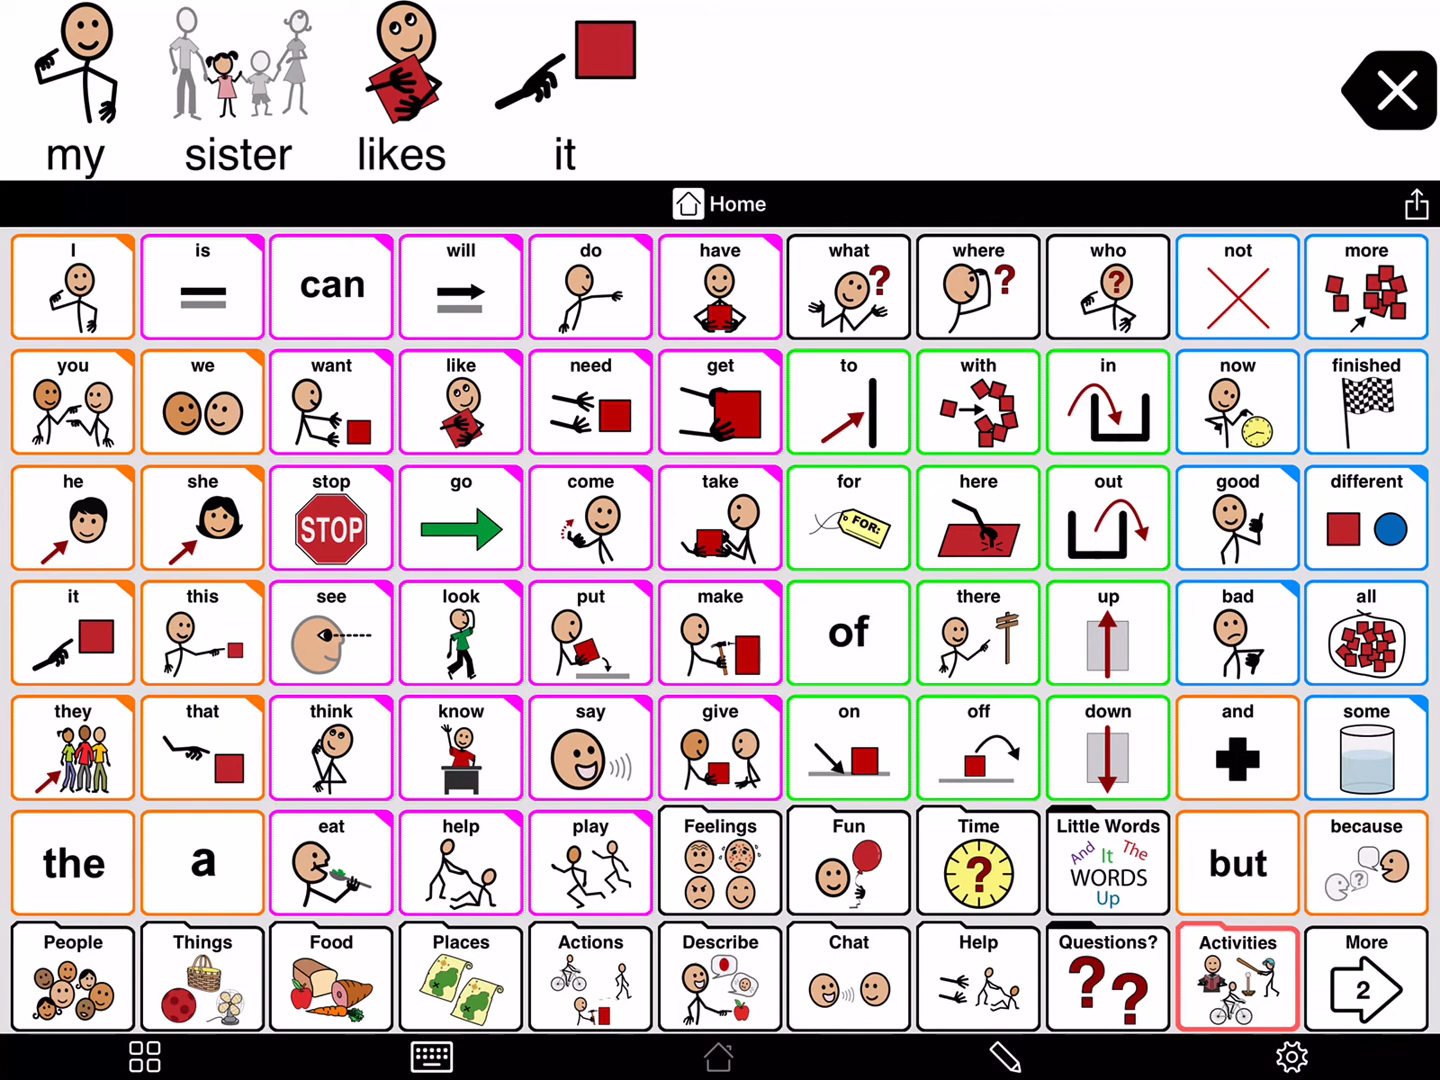 my sister likes it
Home
I is can will do have what where who not more
you we want like need get to with in now finished
he she stop go come take for here out good different
STOP FOR:
it this see look put make of there up bad all
they that think know say give on off down and some
the a eat help play Feelings Fun Time Little Words but because
And It The
WORDS
Up
People Things Food Places Actions Describe Chat Help Questions? Activities More
2